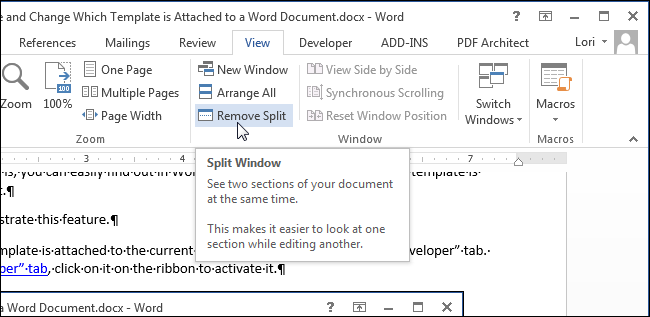 e and Change Which Template is Attached to a Word Document.docx - Word
References Mailings Review View Developer ADD-INS PDF Architect Lori
Zoom
100%
One Page
Multiple Pages
Page Width
New Window
Arrange All
Remove Split
View Side by Side
Synchronous Scrolling
Reset Window Position
Switch
Windows
Macros
Zoom Window Macros
3 4 7
Split Window
See two sections of your document
at the same time.
This makes it easier to look at one
section while editing another.
is,·you·can·easily·find·out·in·Wor template·is·
t.¶
strate·this·feature.¶
mplate·is·attached·to·the·current· veloper”·tab.·
per”·tab,·click·on·it·on·the·ribbon·to·activate·it.¶
a Word Document.docx - Word